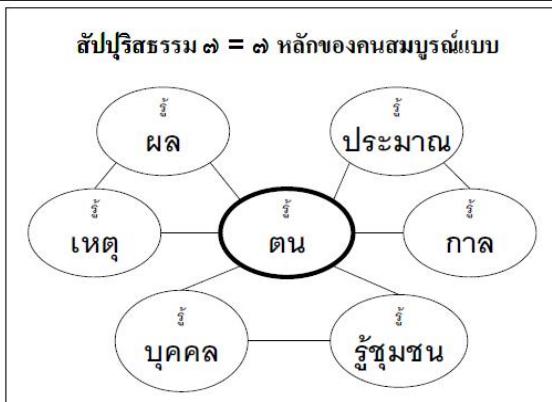 สัปปุริสธรรม ๗ = ๗ หลักของคนสมบูรณ์แบบ
รู้
ผล
รู้
ประมาณ
รู้
เหตุ
รู้
ตน
รู้
กาล
รู้
บุคคล
รู้
รู้ชุมชน